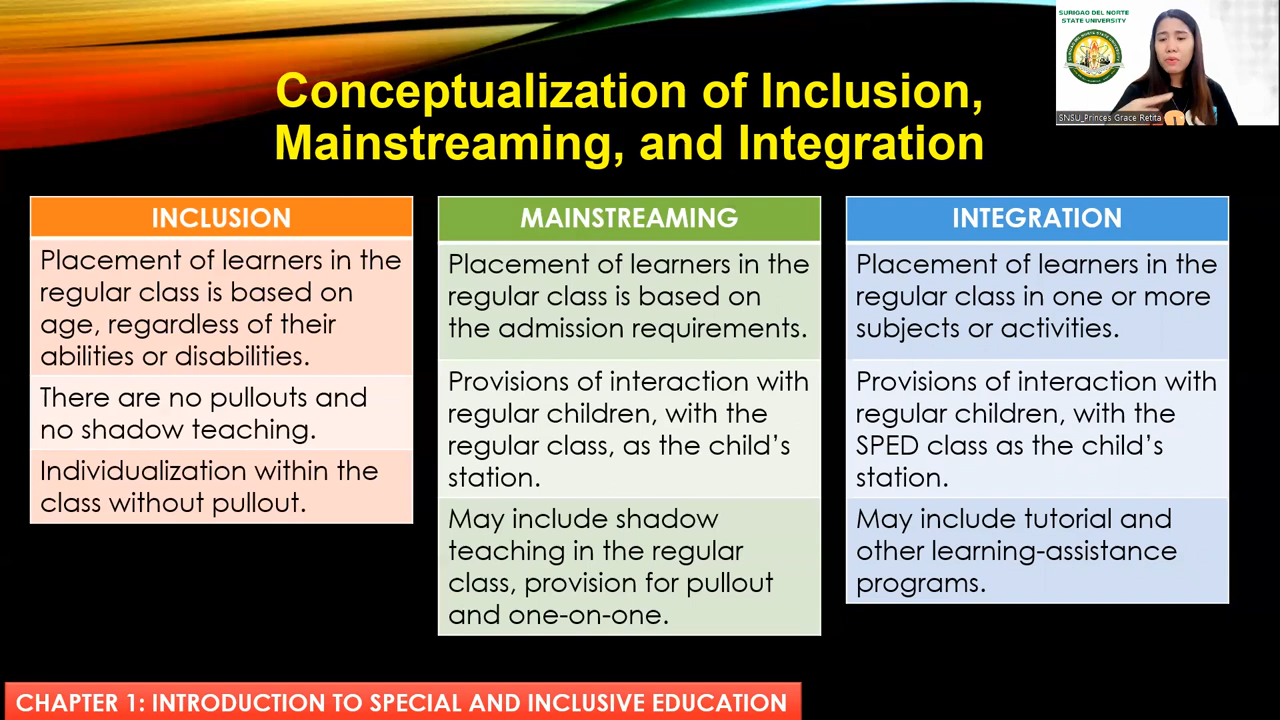 SURIGAO DEL NORTE
STATE UNIVERSITY
SNSU_Princes Grace Retita
Conceptualization of Inclusion,
Mainstreaming, and Integration
INCLUSION
Placement of learners in the
regular class is based on
age, regardless of their
abilities or disabilities.
There are no pullouts and
no shadow teaching.
Individualization within the
class without pullout.
MAINSTREAMING
Placement of learners in the
regular class is based on
the admission requirements.
Provisions of interaction with
regular children, with the
regular class, as the child’s
station.
May include shadow
teaching in the regular
class, provision for pullout
and one-on-one.
INTEGRATION
Placement of learners in the
regular class in one or more
subjects or activities.
Provisions of interaction with
regular children, with the
SPED class as the child’s
station.
May include tutorial and
other learning-assistance
programs.
CHAPTER 1: INTRODUCTION TO SPECIAL AND INCLUSIVE EDUCATION